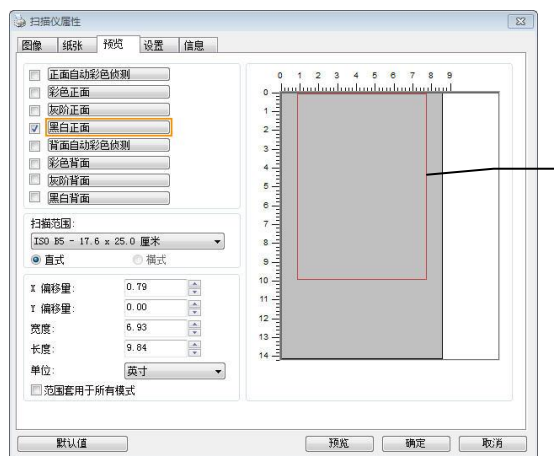 扫描仪属性
图像 纸张 预览 设置 信息
正面自动彩色侦测
彩色正面
灰阶正面
黑白正面
背面自动彩色侦测
彩色背面
灰阶背面
黑白背面
扫描范围:
ISO B5 - 17.6 x 25.0 厘米
直式 横式
X 偏移量: 0.79
Y 偏移量: 0.00
宽度: 6.93
长度: 9.84
单位: 英寸
范围套用于所有模式
0 1 2 3 4 5 6 7 8 9
0
1
2
3
4
5
6
7
8
9
10
11
12
13
14
默认值 预览 确定 取消